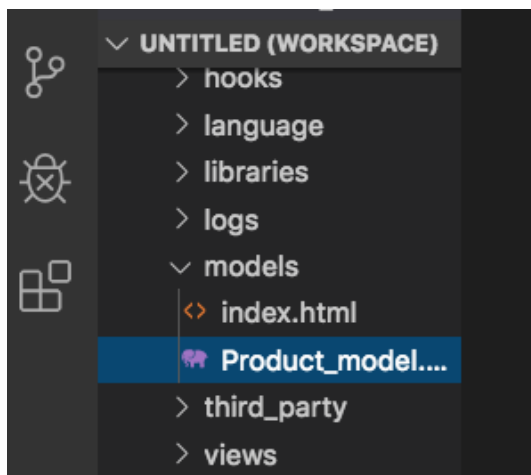 UNTITLED (WORKSPACE)
hooks
language
libraries
logs
models
index.html
Product_model....
third_party
views